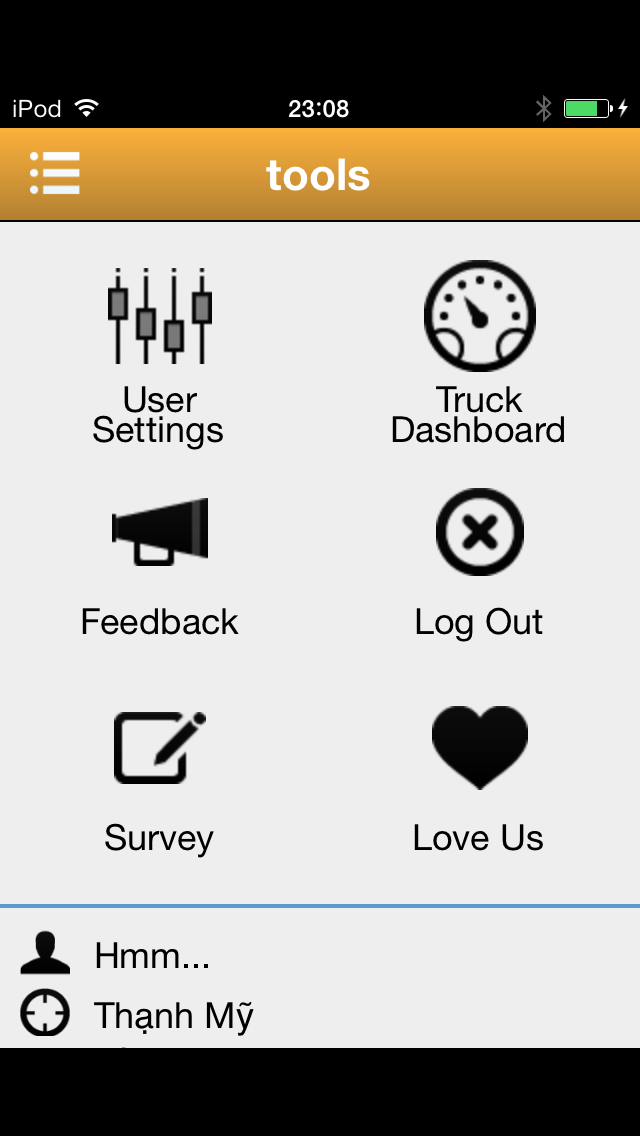 iPod 23:08
tools
User
Settings
Truck
Dashboard
Feedback
Log Out
Survey
Love Us
Hmm...
Thạnh Mỹ